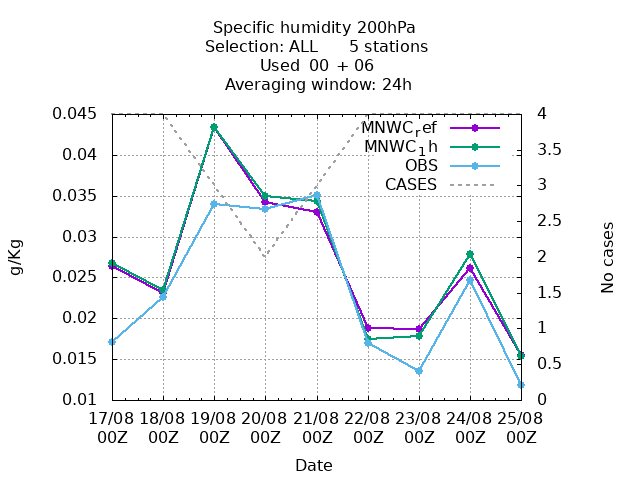 Specific humidity 200hPa
Selection: ALL 5 stations
Used 00 + 06
Averaging window: 24h
0.045
0.04
0.035
0.03
0.025
0.02
0.015
0.01
g/Kg
MNWC_ref
MNWC_1h
OBS
CASES
4
3.5
3
2.5
2
1.5
1
0.5
0
No cases
17/08 18/08 19/08 20/08 21/08 22/08 23/08 24/08 25/08
00Z 00Z 00Z 00Z 00Z 00Z 00Z 00Z 00Z
Date